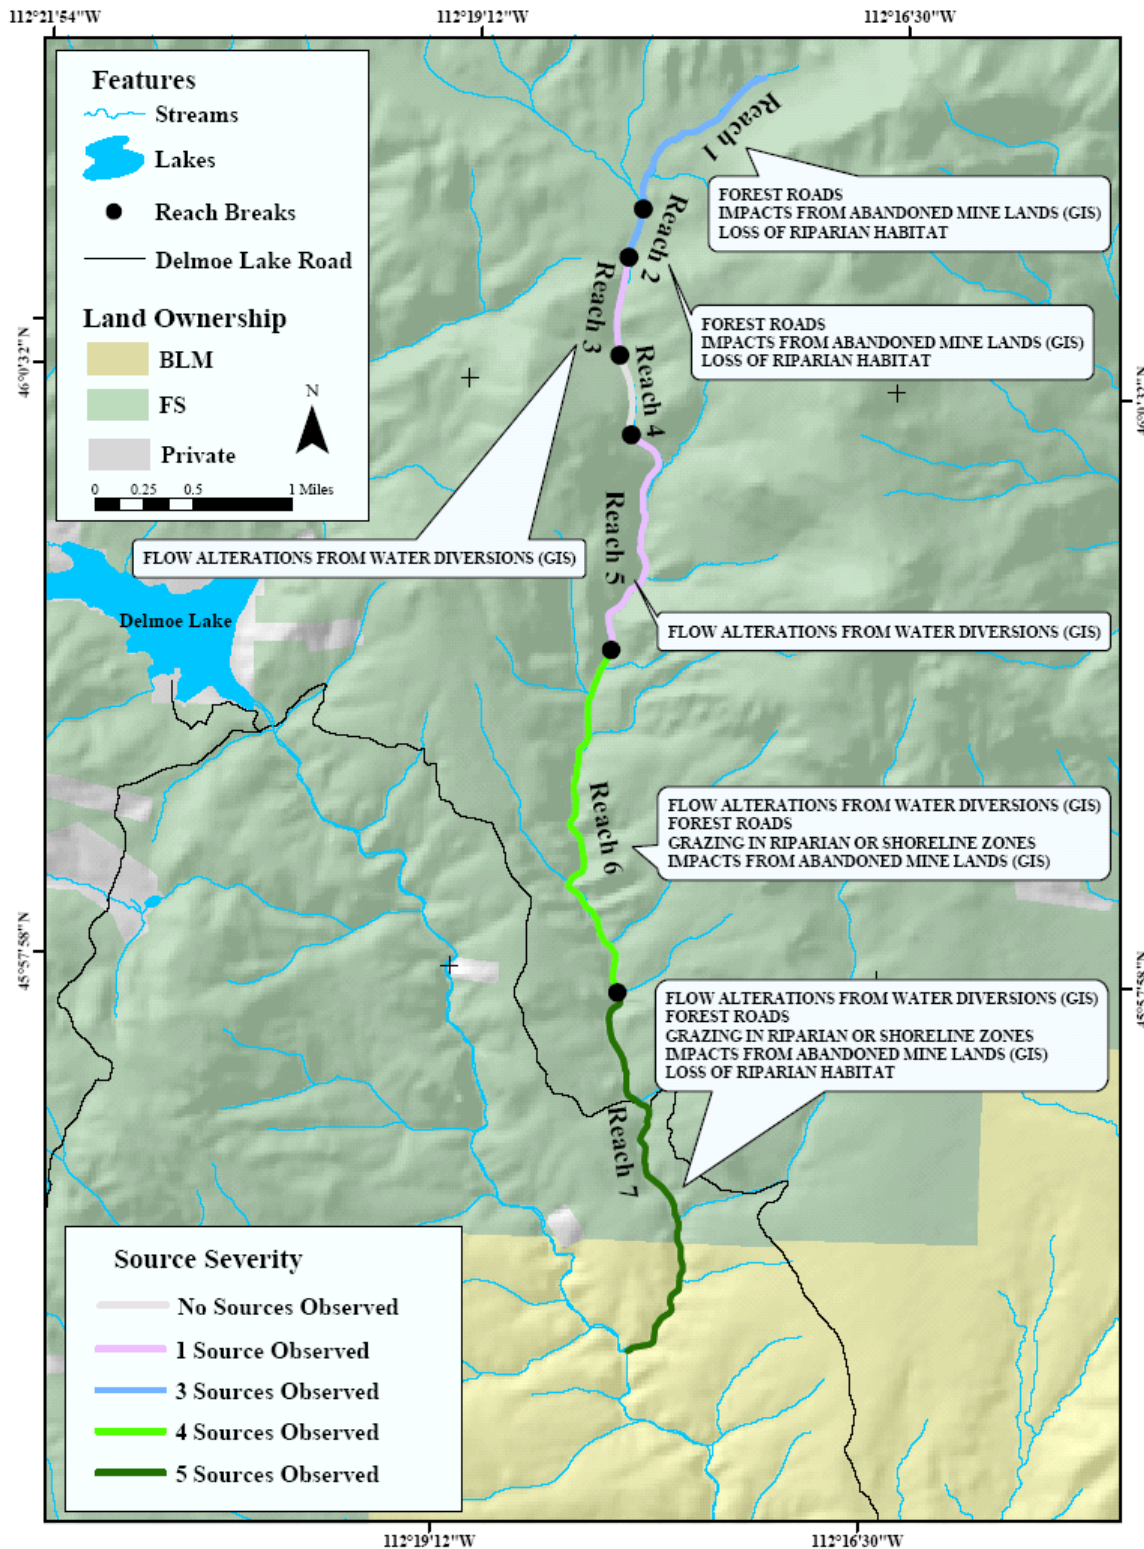 112°21'54"W
112°19'12"W
112°16'30"W
Features
Streams
Lakes
Reach Breaks
Delmoe Lake Road
Land Ownership
BLM
FS
Private
N
0 0.25 0.5 1 Miles
46°0'32"N
Reach 1
FOREST ROADS
IMPACTS FROM ABANDONED MINE LANDS (GIS)
LOSS OF RIPARIAN HABITAT
Reach 2
FOREST ROADS
IMPACTS FROM ABANDONED MINE LANDS (GIS)
LOSS OF RIPARIAN HABITAT
Reach 3
Reach 4
FLOW ALTERATIONS FROM WATER DIVERSIONS (GIS)
Reach 5
Delmoe Lake
FLOW ALTERATIONS FROM WATER DIVERSIONS (GIS)
Reach 6
FLOW ALTERATIONS FROM WATER DIVERSIONS (GIS)
FOREST ROADS
GRAZING IN RIPARIAN OR SHORELINE ZONES
IMPACTS FROM ABANDONED MINE LANDS (GIS)
45°57'58"N
45°57'58"N
FLOW ALTERATIONS FROM WATER DIVERSIONS (GIS)
FOREST ROADS
GRAZING IN RIPARIAN OR SHORELINE ZONES
IMPACTS FROM ABANDONED MINE LANDS (GIS)
LOSS OF RIPARIAN HABITAT
Reach 7
Source Severity
No Sources Observed
1 Source Observed
3 Sources Observed
4 Sources Observed
5 Sources Observed
112°19'12"W
112°16'30"W